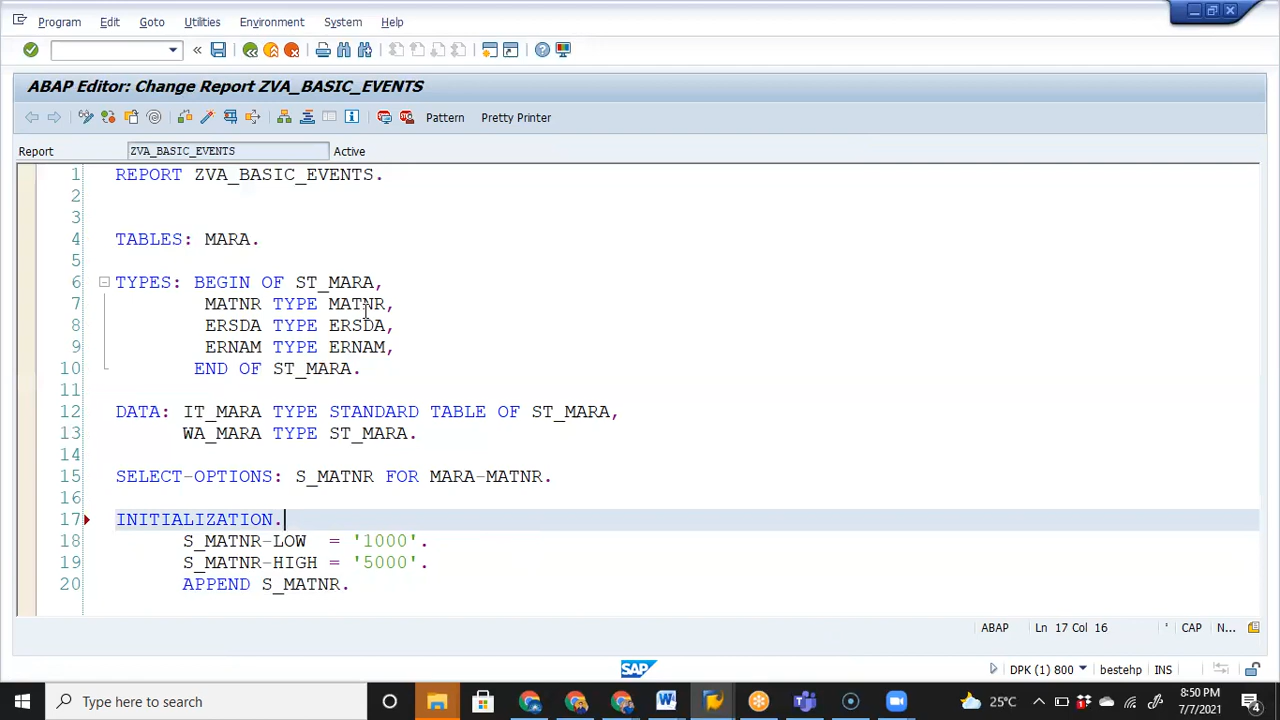 Program Edit Goto Utilities Environment System Help
ABAP Editor: Change Report ZVA_BASIC_EVENTS
Pattern Pretty Printer
Report ZVA_BASIC_EVENTS Active
1 REPORT ZVA_BASIC_EVENTS.
2
3
4 TABLES: MARA.
5
6 TYPES: BEGIN OF ST_MARA,
7 MATNR TYPE MATNR,
8 ERSDA TYPE ERSDA,
9 ERNAM TYPE ERNAM,
10 END OF ST_MARA.
11
12 DATA: IT_MARA TYPE STANDARD TABLE OF ST_MARA,
13 WA_MARA TYPE ST_MARA.
14
15 SELECT-OPTIONS: S_MATNR FOR MARA-MATNR.
16
17 INITIALIZATION.
18 S_MATNR-LOW = '1000'.
19 S_MATNR-HIGH = '5000'.
20 APPEND S_MATNR.
ABAP Ln 17 Col 16 ' CAP N...
SAP DPK (1) 800 bestehp INS
Type here to search 25°C 8:50 PM
7/7/2021 4